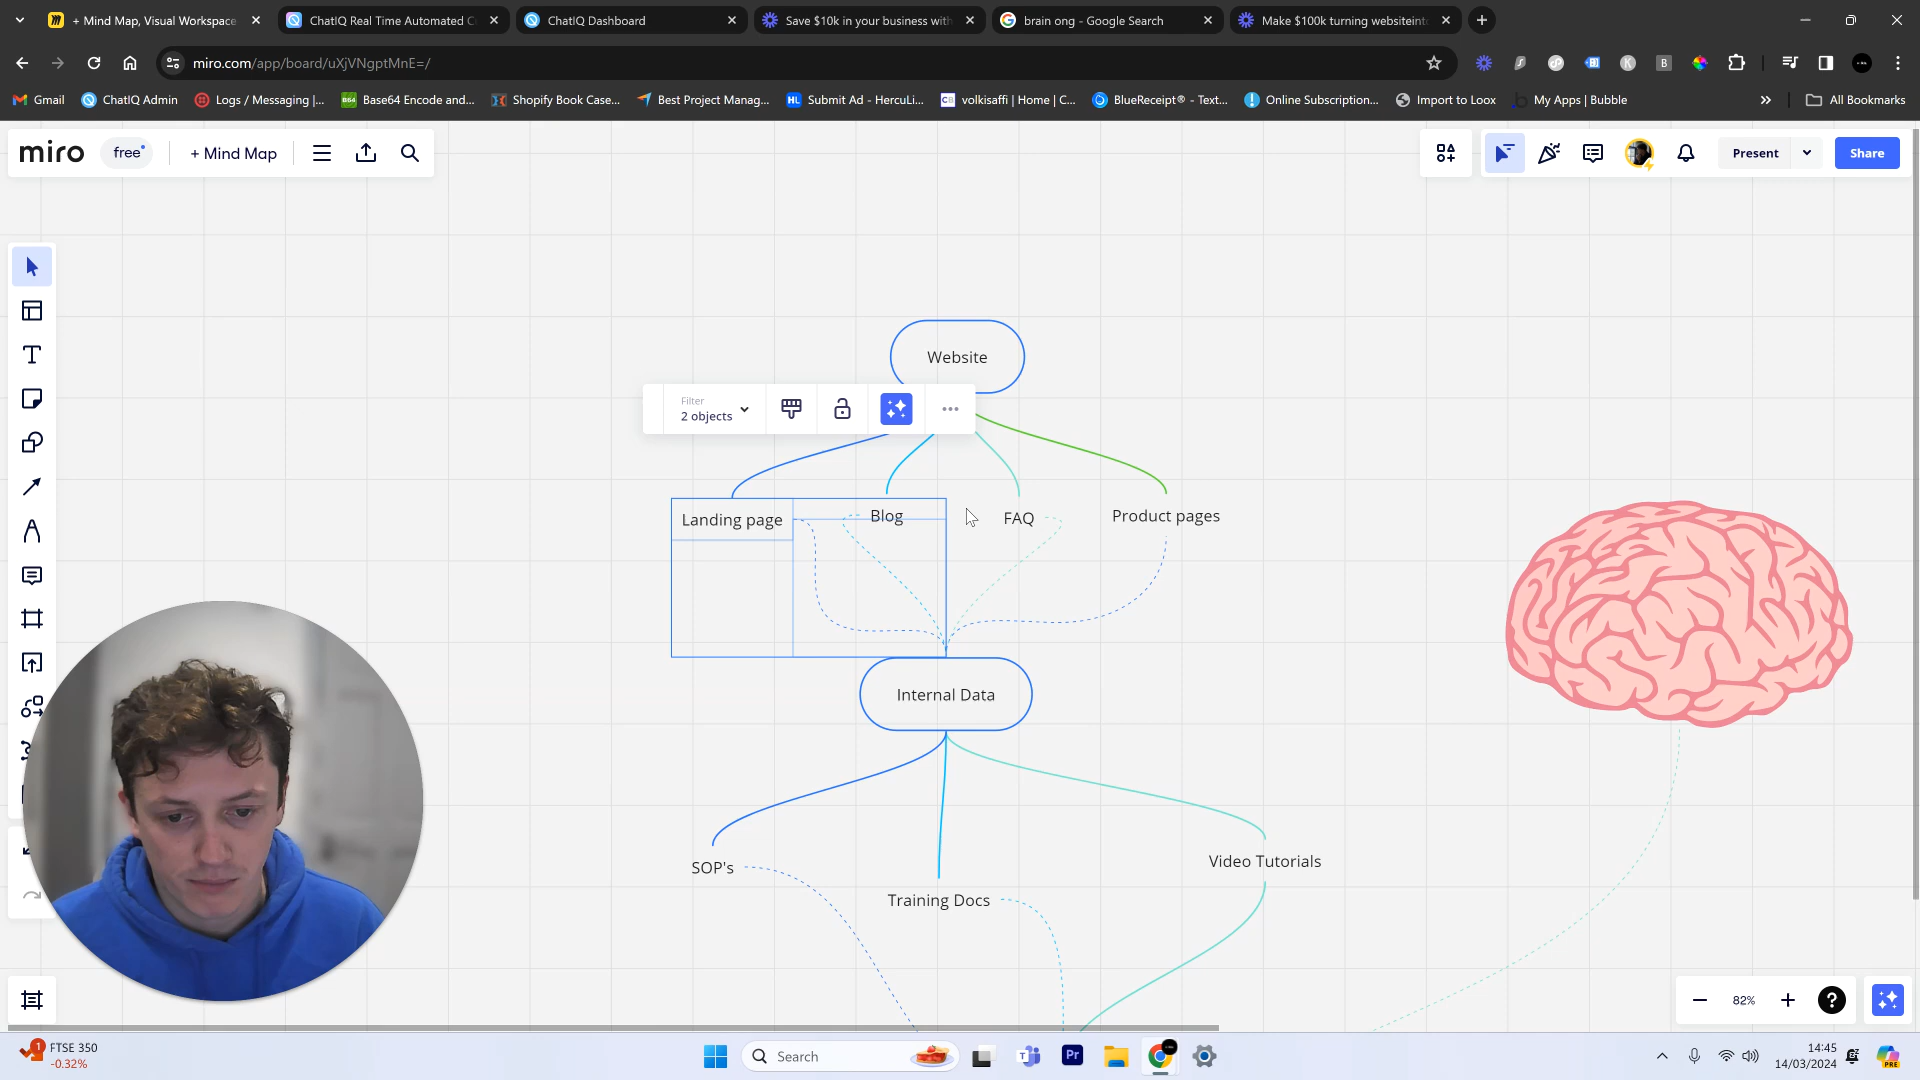 + Mind Map, Visual Workspace
ChatIQ Real Time Automated C
ChatIQ Dashboard
Save $10k in your business with
brain ong - Google Search
Make $100k turning websiteinto
miro.com/app/board/uXjVNgptMnE=/
Gmail
ChatIQ Admin
Logs / Messaging |...
Base64 Encode and...
Shopify Book Case...
Best Project Manag...
Submit Ad - HercuLi...
volkisaffi | Home | C...
BlueReceipt® - Text...
Online Subscription...
Import to Loox
My Apps | Bubble
All Bookmarks
miro
free
+ Mind Map
Present
Share
Website
Filter
2 objects
Landing page
Blog
FAQ
Product pages
Internal Data
SOP's
Training Docs
Video Tutorials
82%
FTSE 350
-0.32%
Search
Pr
14:45
14/03/2024
PRE